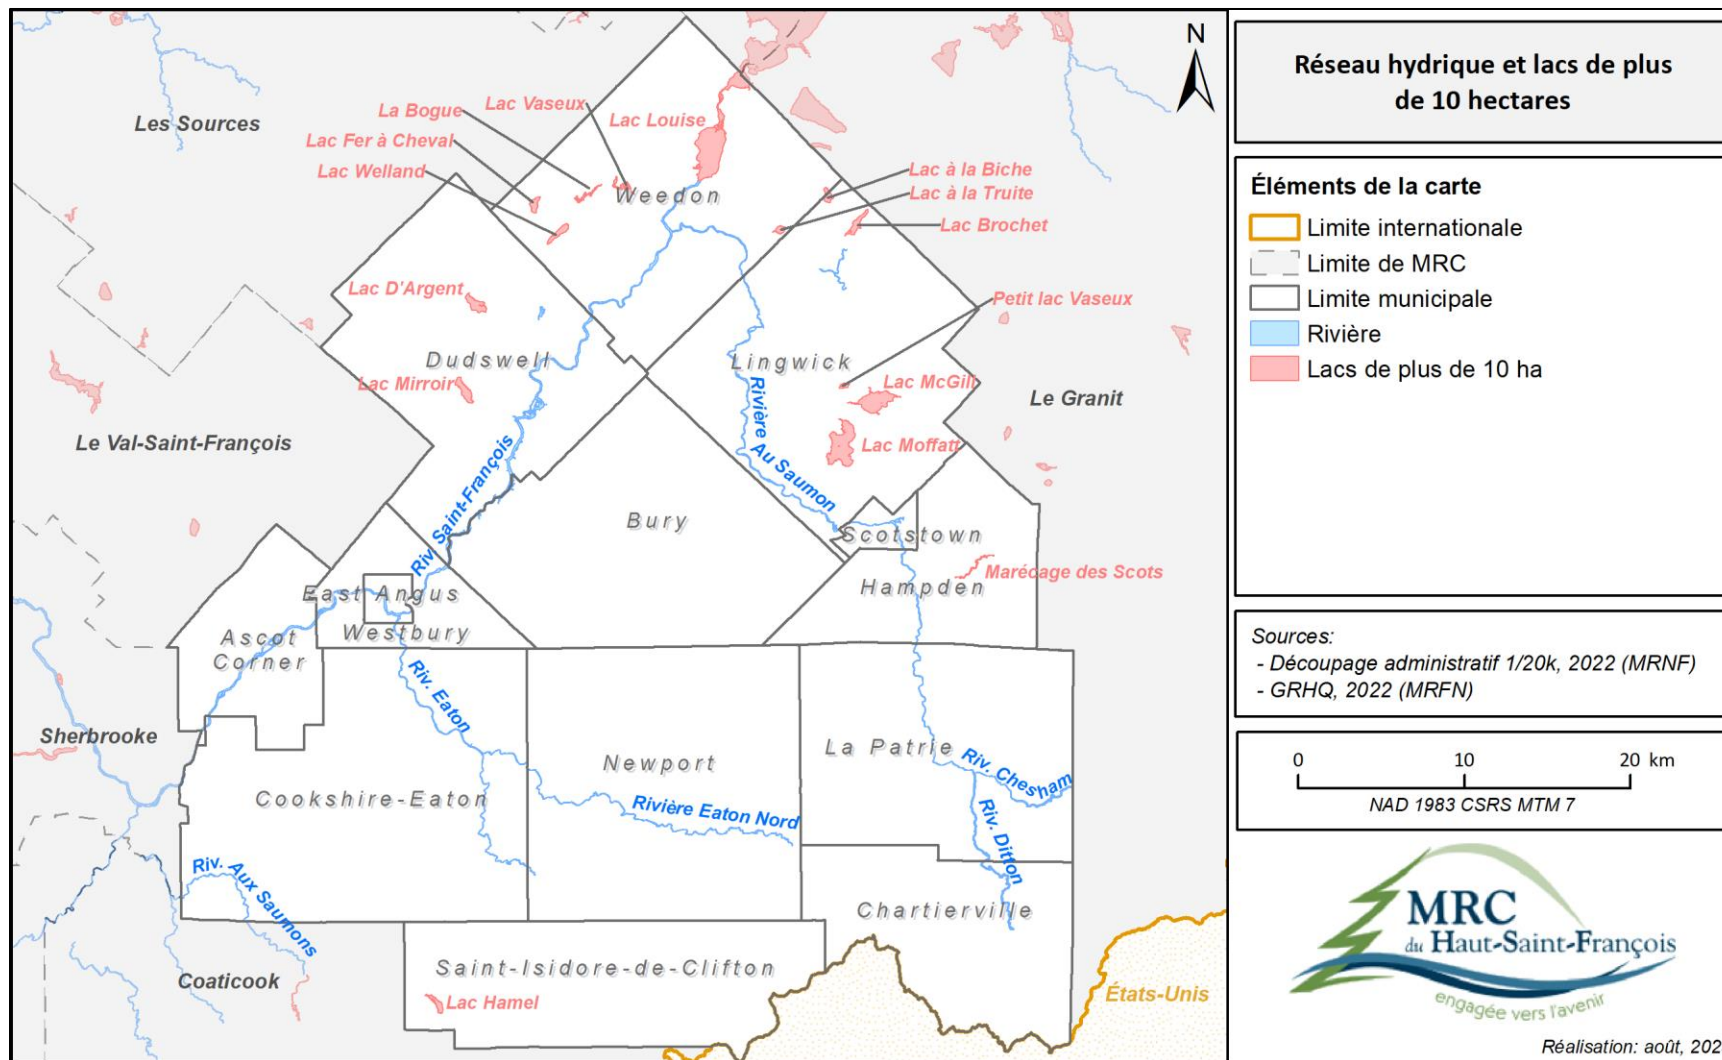 Les Sources
La Bogue
Lac Vaseux
Lac Fer à Cheval
Lac Welland
Lac Louise
Weedon
N
Lac à la Biche
Lac à la Truite
Lac Brochet
Lac D'Argent
Petit lac Vaseux
Dudswell
Lingwick
Lac Mirroir
Lac McGill
Le Granit
Le Val-Saint-François
Rivière Au Saumon
Lac Moffatt
Riv. Saint-François
Bury
Scotstown
Marécage des Scots
Hampden
East Angus
Westbury
Ascot
Corner
Riv. Eaton
Sherbrooke
Newport
La Patrie
Riv. Chesham
Cookshire-Eaton
Rivière Eaton Nord
Riv. Ditton
Riv. Aux Saumons
Chartierville
Coaticook
Saint-Isidore-de-Clifton
Lac Hamel
États-Unis
Réseau hydrique et lacs de plus
de 10 hectares
Éléments de la carte
Limite internationale
Limite de MRC
Limite municipale
Rivière
Lacs de plus de 10 ha
Sources:
- Découpage administratif 1/20k, 2022 (MRNF)
- GRHQ, 2022 (MRFN)
0 10 20 km
NAD 1983 CSRS MTM 7
MRC
du Haut-Saint-François
engagée vers l'avenir
Réalisation: août, 202